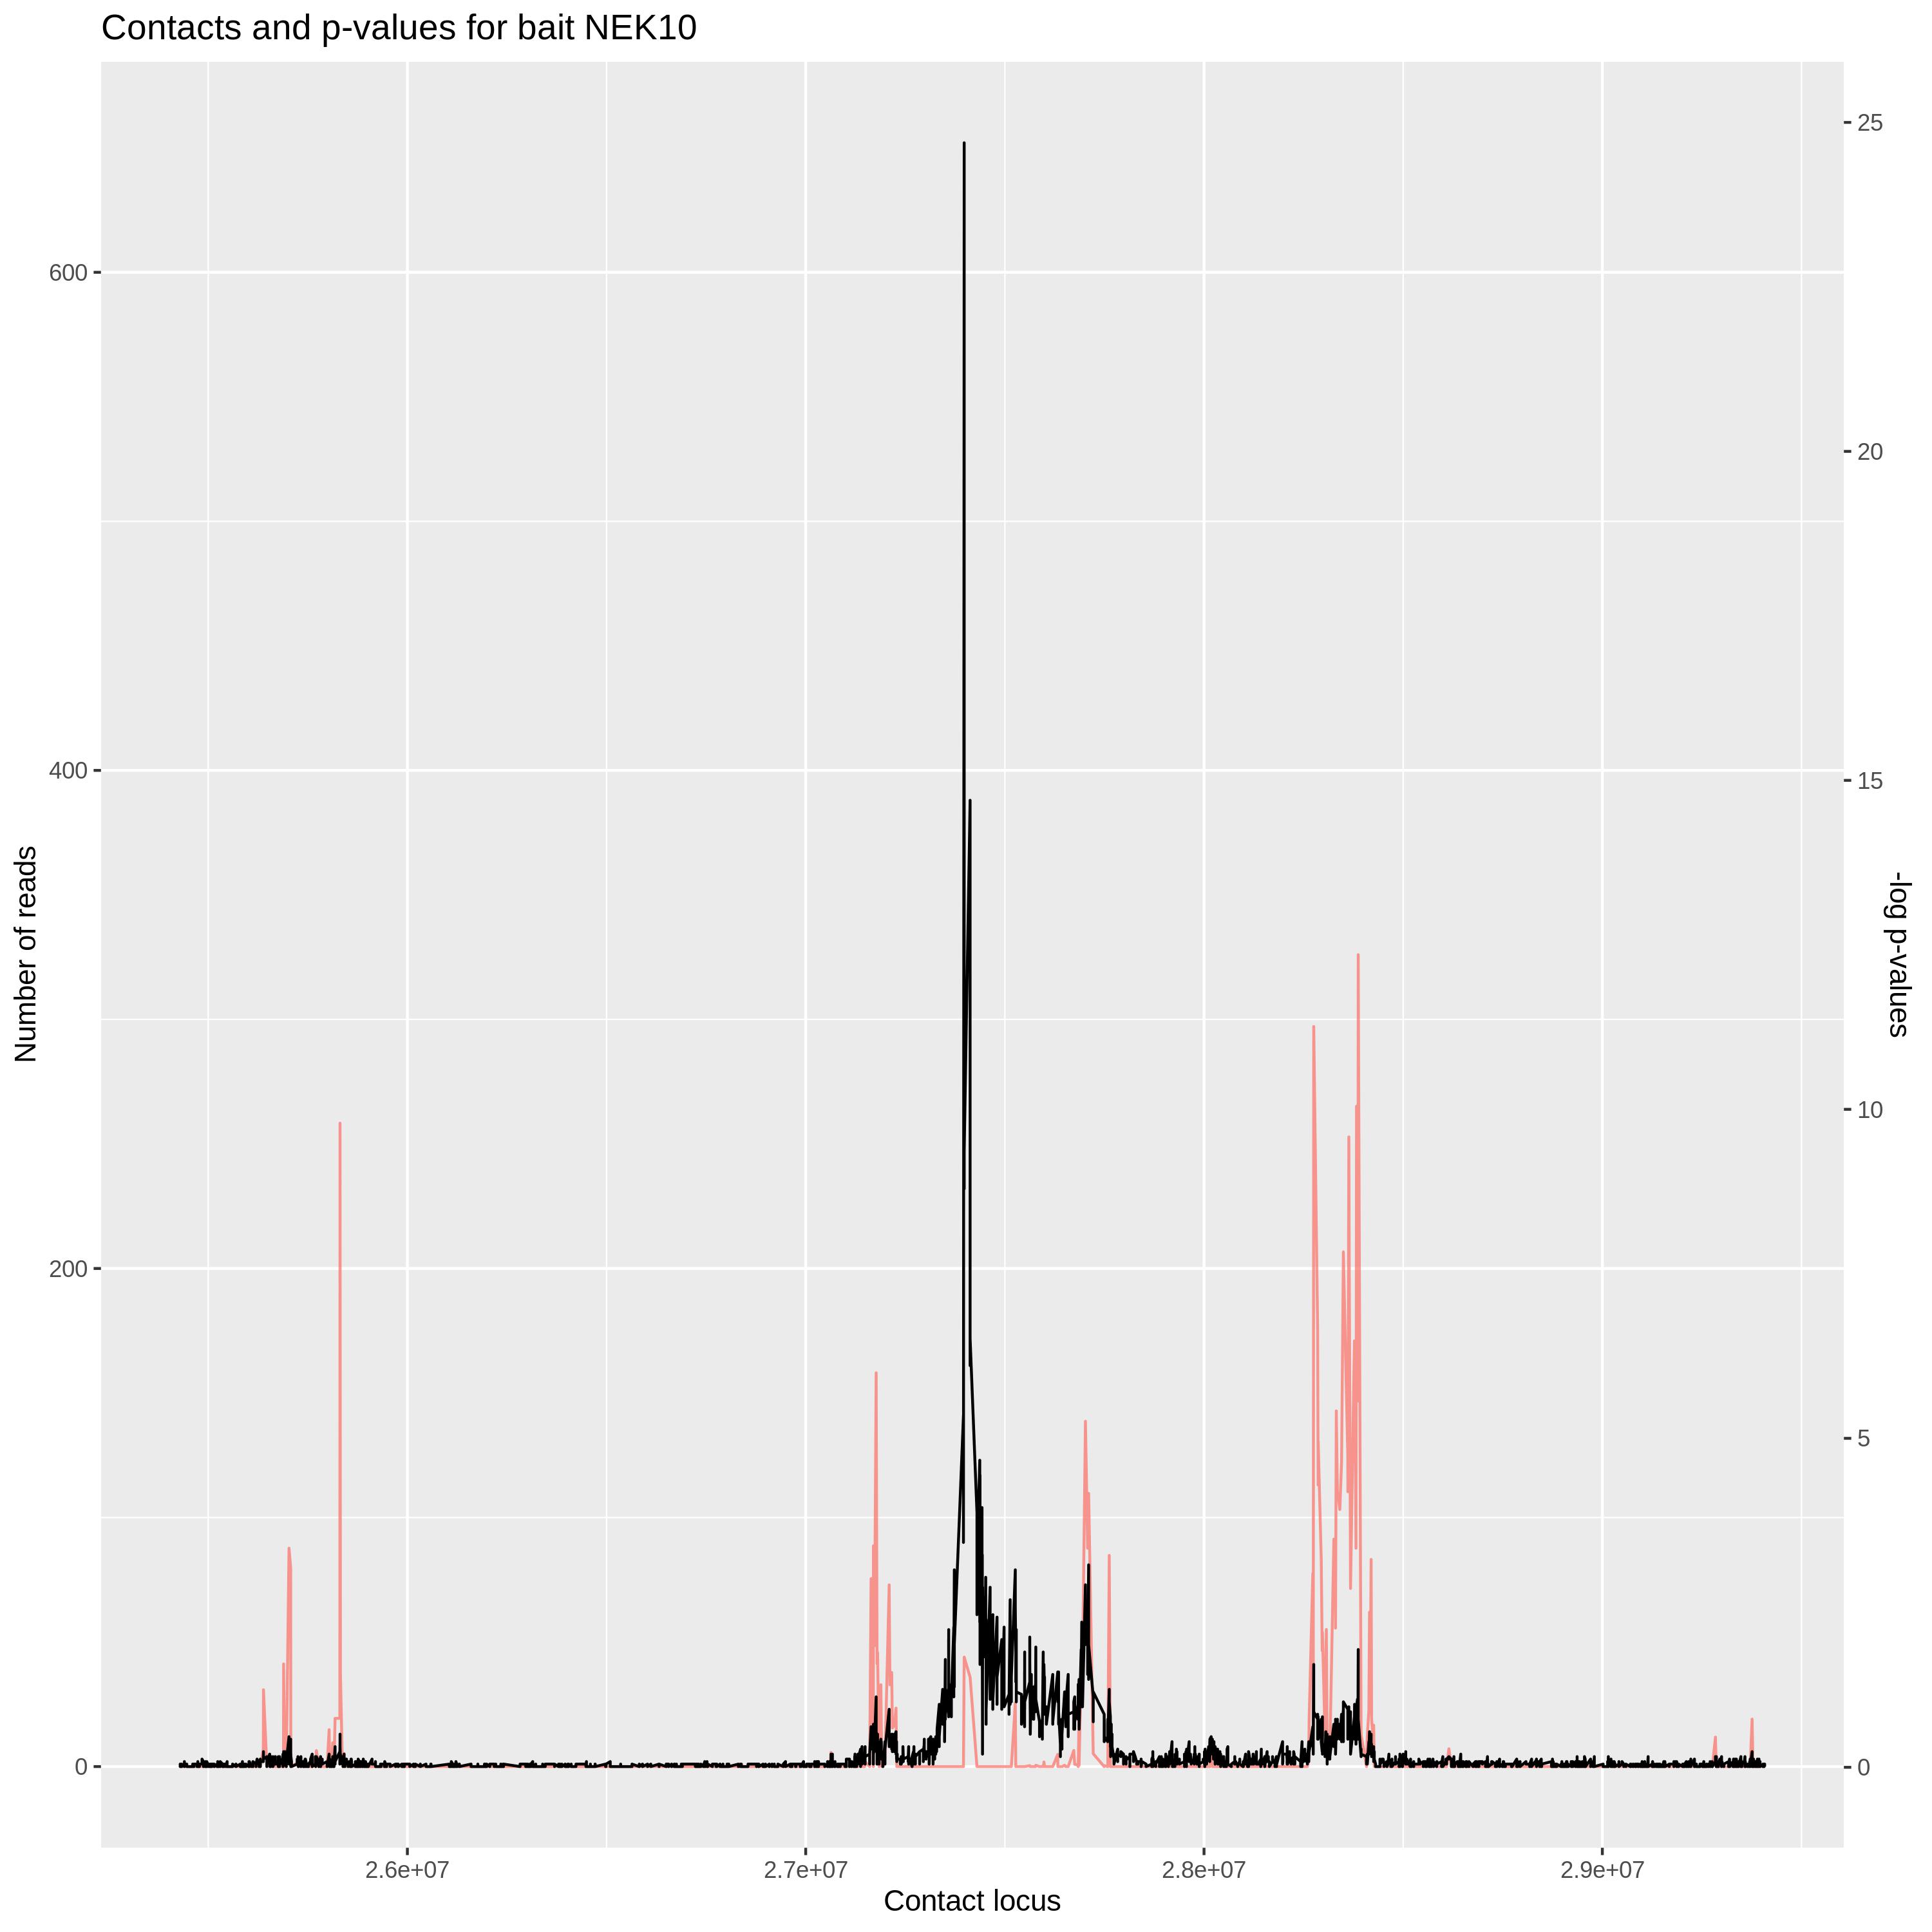 Contacts and p-values for bait NEK10
Number of reads
600
400
200
0
25
20
15
10
5
0
-log p-values
2.6e+07 2.7e+07 2.8e+07 2.9e+07
Contact locus